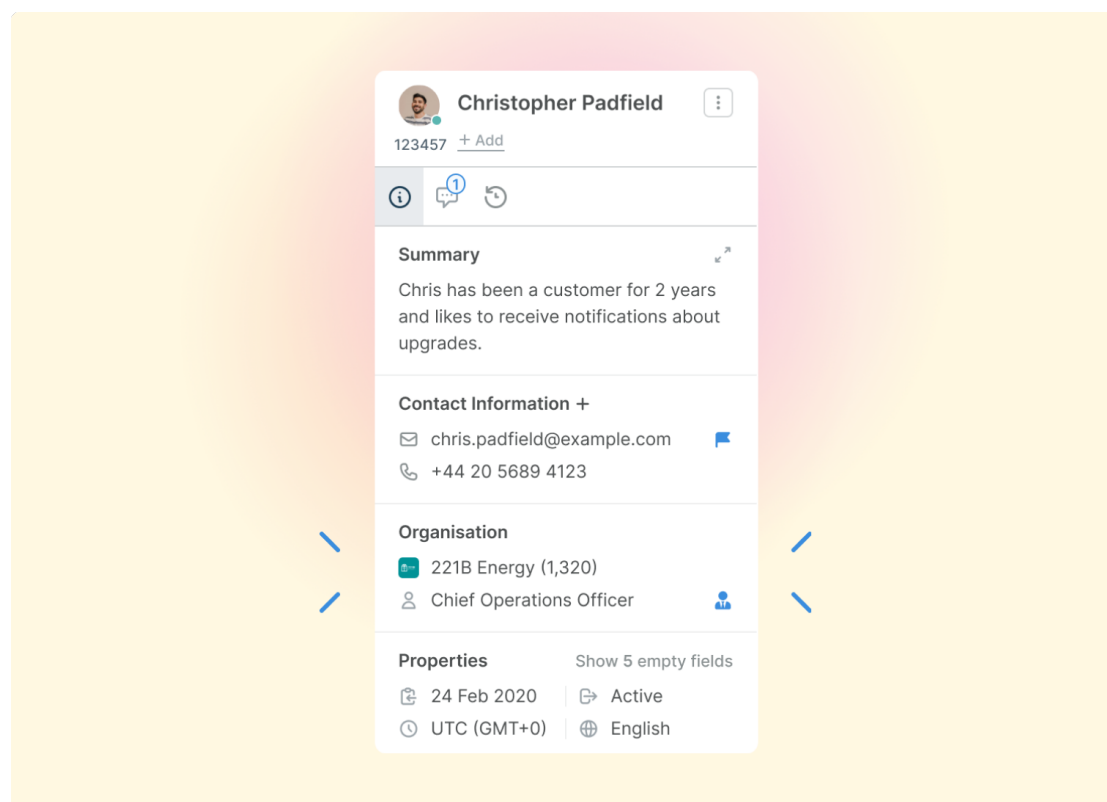 Christopher Padfield
123457 + Add
1
Summary
Chris has been a customer for 2 years
and likes to receive notifications about
upgrades.
Contact Information +
chris.padfield@example.com
+44 20 5689 4123
Organisation
221B Energy (1,320)
Chief Operations Officer
Properties Show 5 empty fields
24 Feb 2020 Active
UTC (GMT+0) English